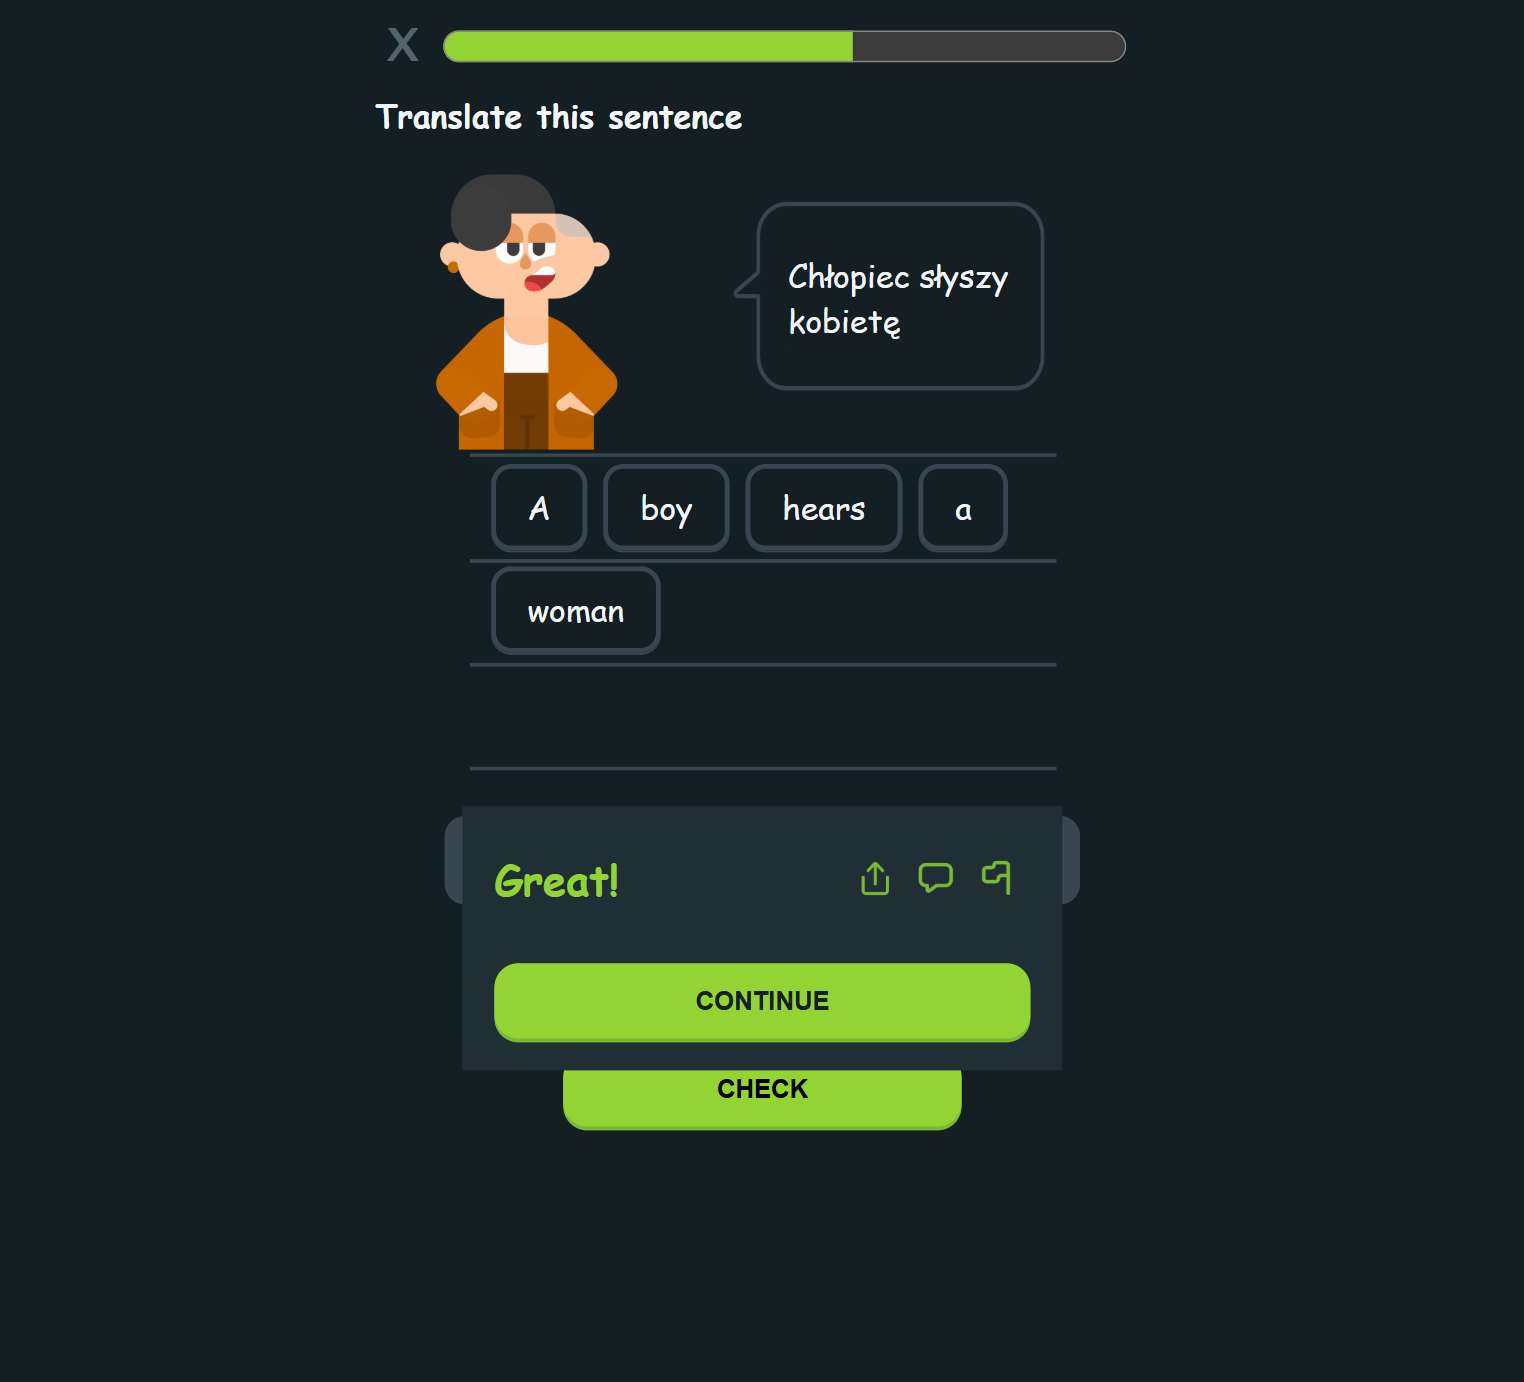 X
Translate this sentence
Chłopiec słyszy
kobietę
A boy hears a
woman
Great!
CONTINUE
CHECK